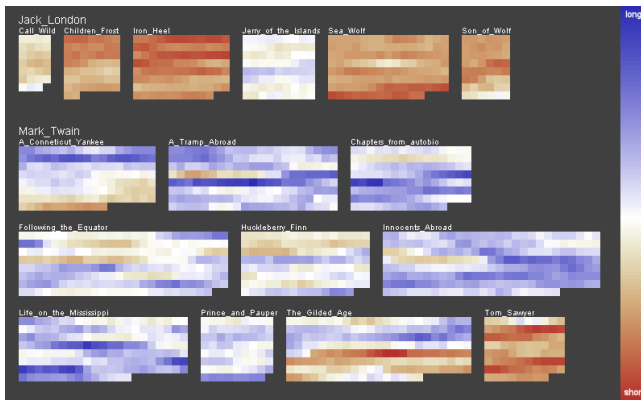 Jack_London
long
Call_Wild Children_Frost Iron_Heel Jerry_of_the_Islands Sea_Wolf Son_of_Wolf
Mark_Twain
A_Conneticut_Yankee A_Tramp_Abroad Chapters_from_autobio
Following_the_Equator Huckleberry_Finn Innocents_Abroad
Life_on_the_Mississippi Prince_and_Pauper The_Gilded_Age Tom_Sawyer
short